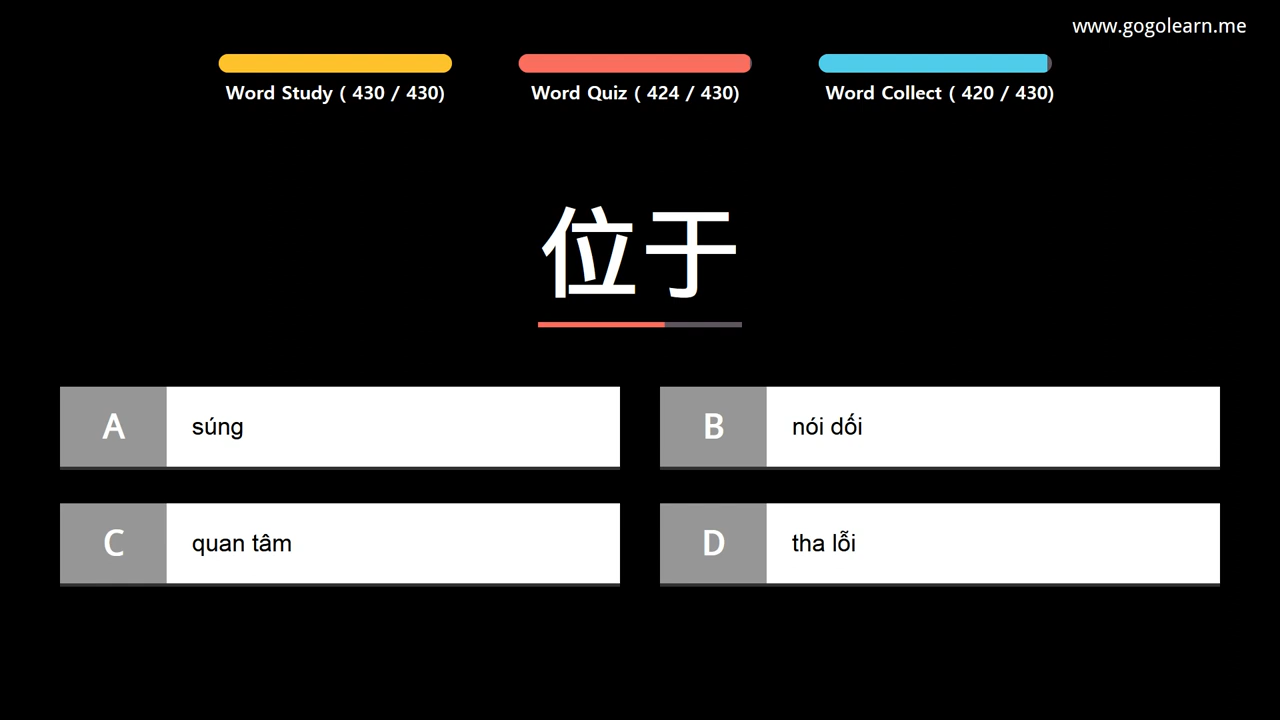 www.gogolearn.me
Word Study ( 430 / 430)
Word Quiz ( 424 / 430)
Word Collect ( 420 / 430)
位于
A súng
B nói dối
C quan tâm
D tha lỗi